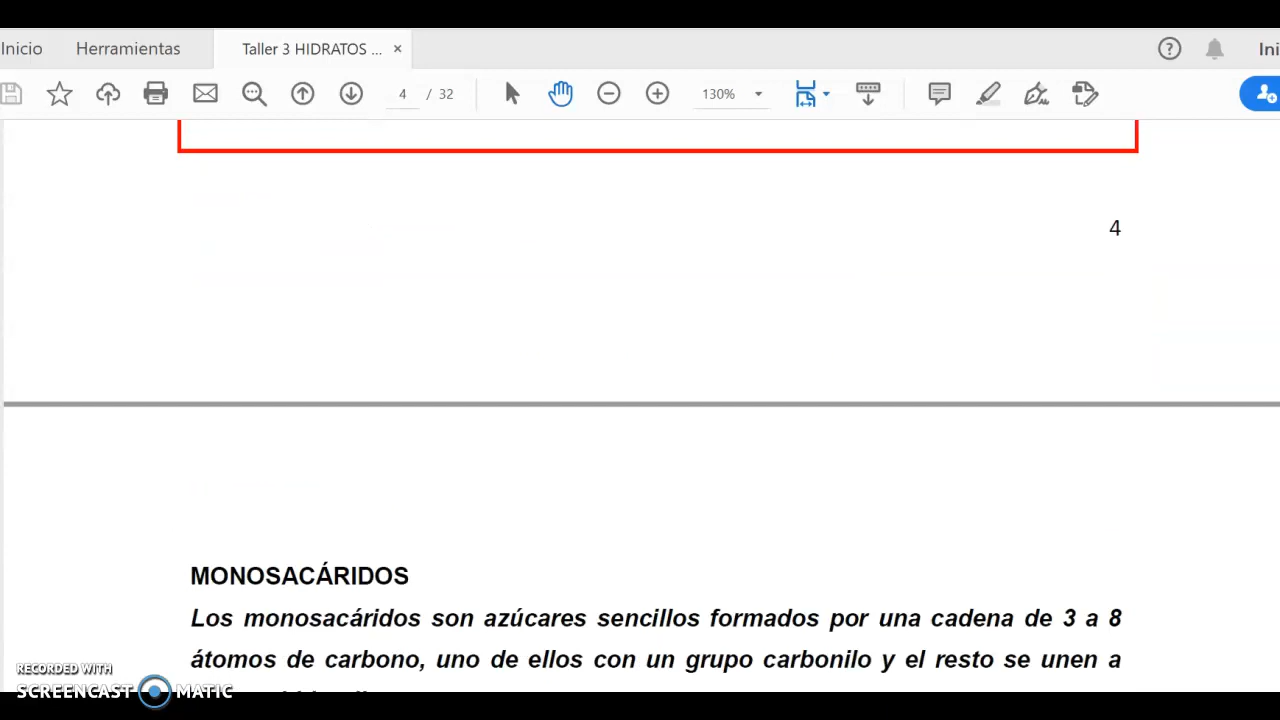 Inicio Herramientas Taller 3 HIDRATOS ... × ? Ini
4 / 32 130%
4
MONOSACÁRIDOS
Los monosacáridos son azúcares sencillos formados por una cadena de 3 a 8
átomos de carbono, uno de ellos con un grupo carbonilo y el resto se unen a
RECORDED WITH
SCREENCAST MATIC